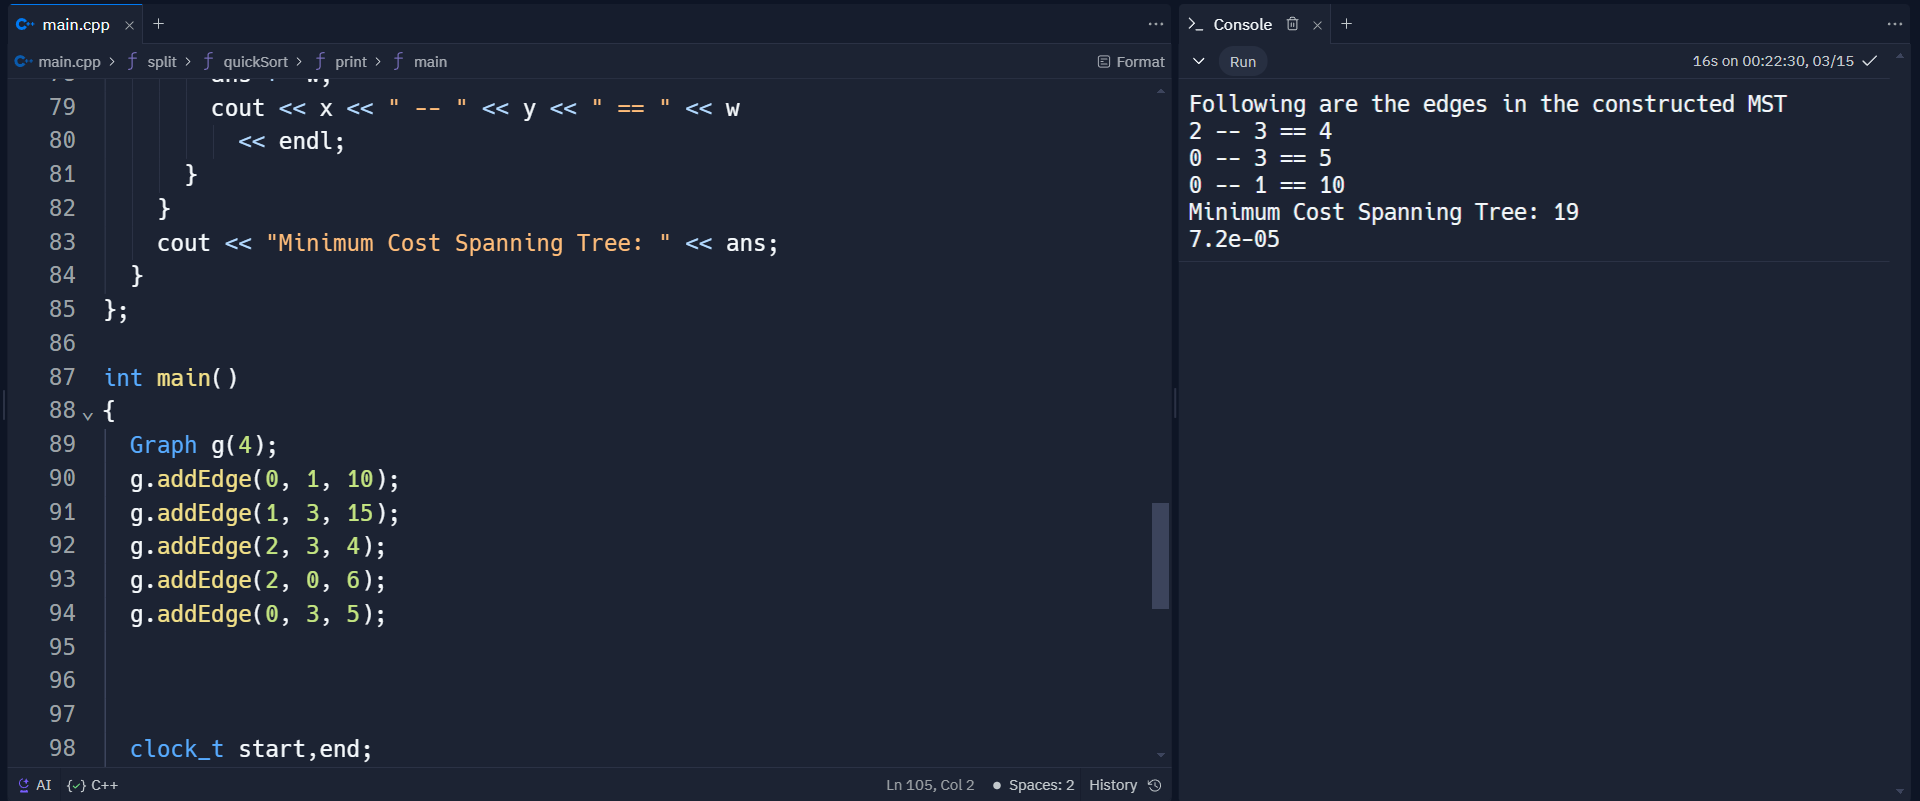 main.cpp
Console
main.cpp > split > quickSort > print > main
Format
Run
16s on 00:22:30, 03/15
79 cout << x << " -- " << y << " == " << w
80 << endl;
81 }
82 }
83 cout << "Minimum Cost Spanning Tree: " << ans;
84 }
85 };
86
87 int main()
88 {
89 Graph g(4);
90 g.addEdge(0, 1, 10);
91 g.addEdge(1, 3, 15);
92 g.addEdge(2, 3, 4);
93 g.addEdge(2, 0, 6);
94 g.addEdge(0, 3, 5);
95
96
97
98 clock_t start,end;
Following are the edges in the constructed MST
2 -- 3 == 4
0 -- 3 == 5
0 -- 1 == 10
Minimum Cost Spanning Tree: 19
7.2e-05
AI
C++
Ln 105, Col 2
Spaces: 2
History